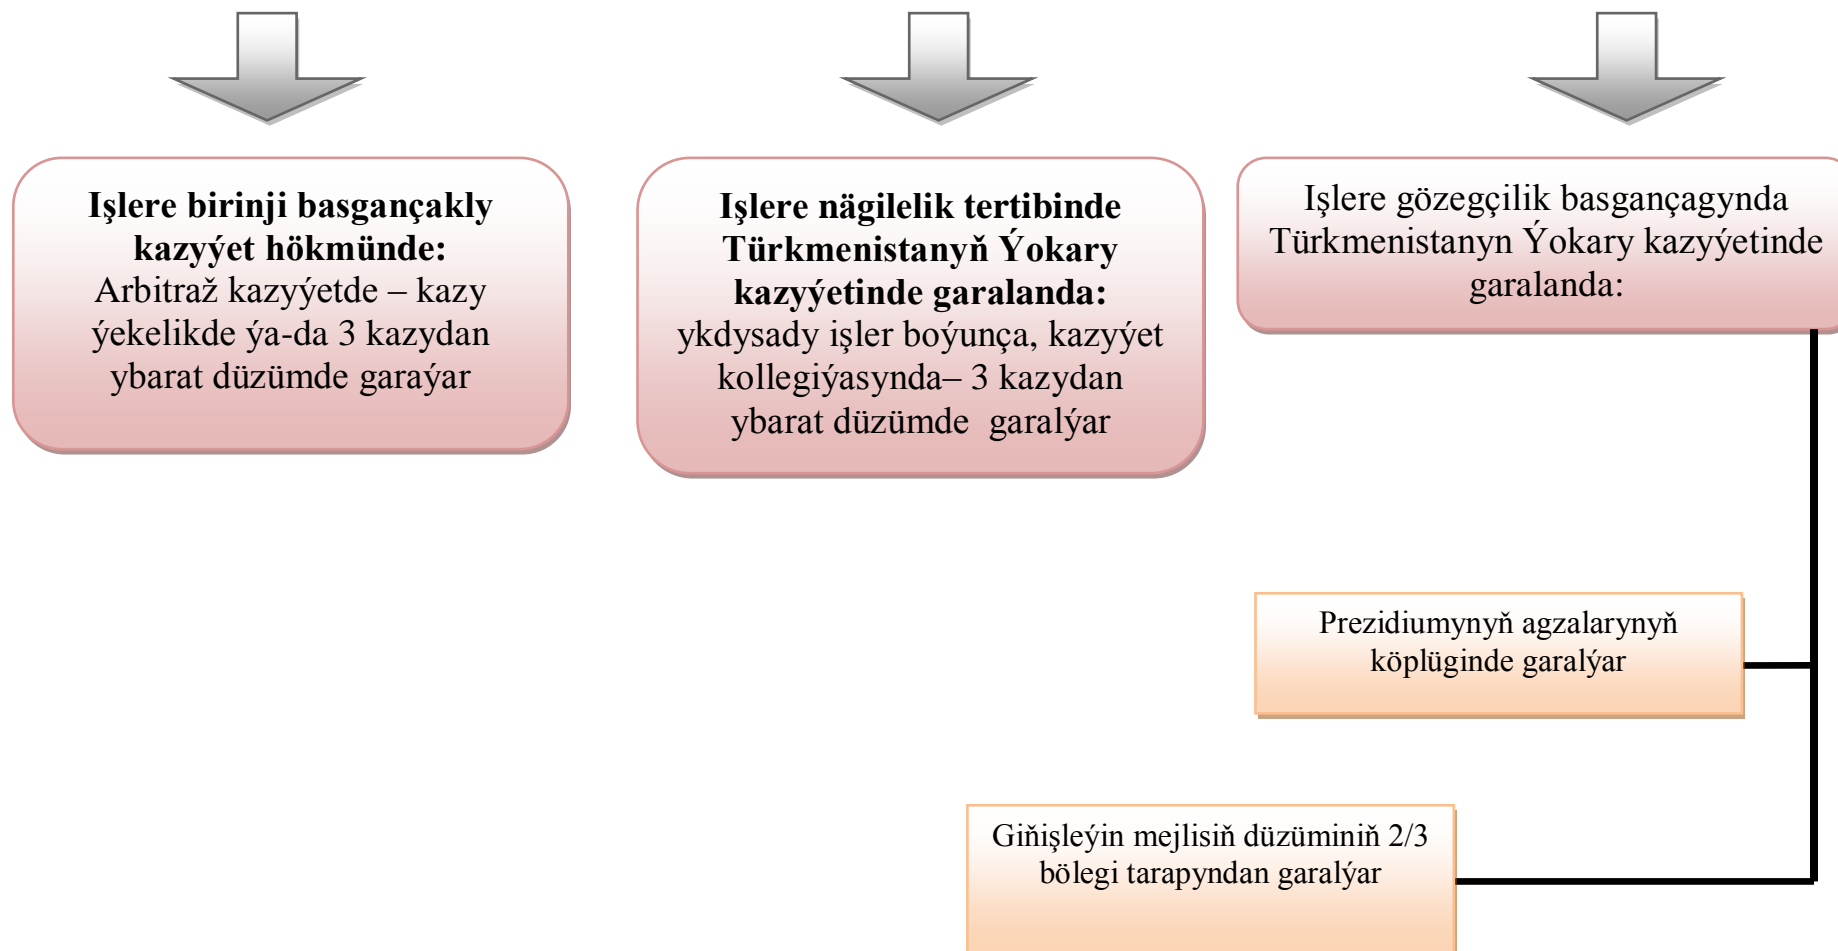 Işlere birinji basgançakly
kazyýet hökmünde:
Arbitraž kazyýetde – kazy
ýekelikde ýa-da 3 kazydan
ybarat düzümde garaýar
Işlere nägilelik tertibinde
Türkmenistanyň Ýokary
kazyýetinde garalanda:
ykdysady işler boýunça, kazyýet
kollegiýasynda– 3 kazydan
ybarat düzümde  garalýar
Işlere gözegçilik basgançagynda
Türkmenistanyn Ýokary kazyýetinde
garalanda:
Prezidiumynyň agzalarynyň
köplüginde garalýar
Giňişleýin mejlisiň düzüminiň 2/3
bölegi tarapyndan garalýar